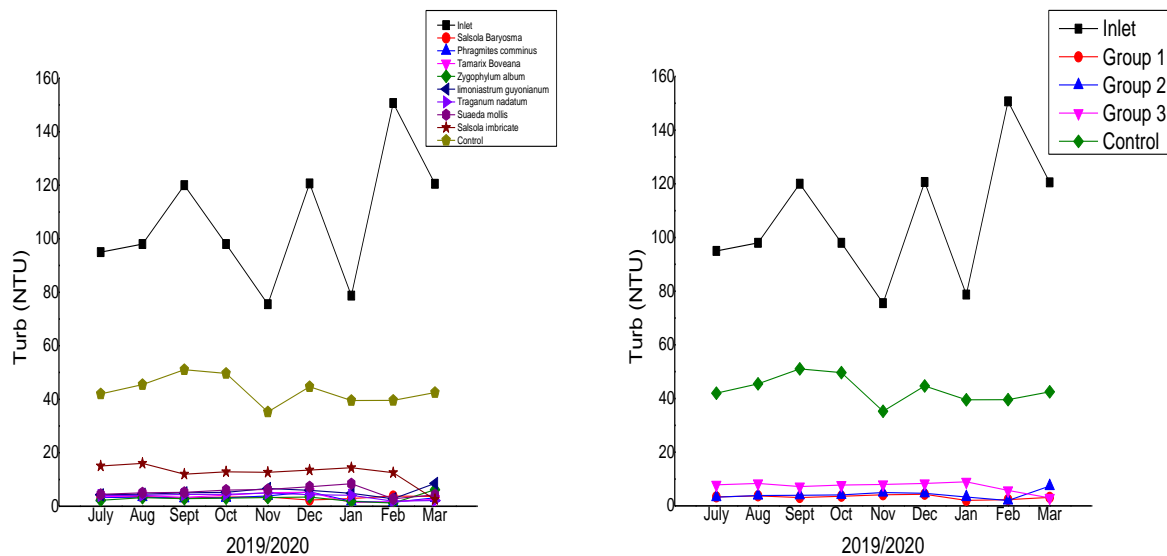 Inlet
Salsola Baryosma
Phragmites comminus
Tamarix Boveana
Zygophylum album
limoniastrum guyonianum
Traganum nadatum
Suaeda mollis
Salsola imbricate
Control
160
140
120
100
80
60
40
20
0
Turb (NTU)
July Aug Sept Oct Nov Dec Jan Feb Mar
2019/2020
Inlet
Group 1
Group 2
Group 3
Control
160
140
120
100
80
60
40
20
0
Turb (NTU)
July Aug Sept Oct Nov Dec Jan Feb Mar
2019/2020